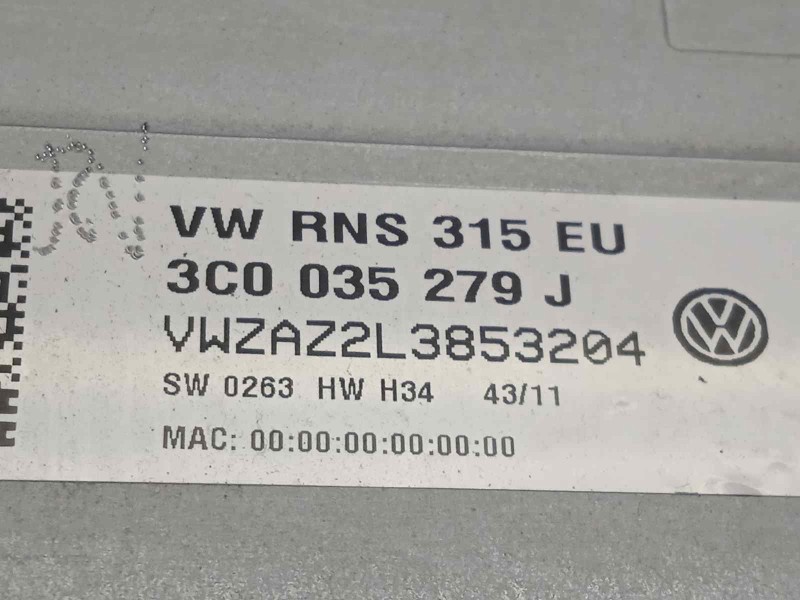 VW RNS 315 EU
3C0 035 279 J
VWZAZ2L3853204
SW 0263 HW H34 43/11
MAC: 00:00:00:00:00:00